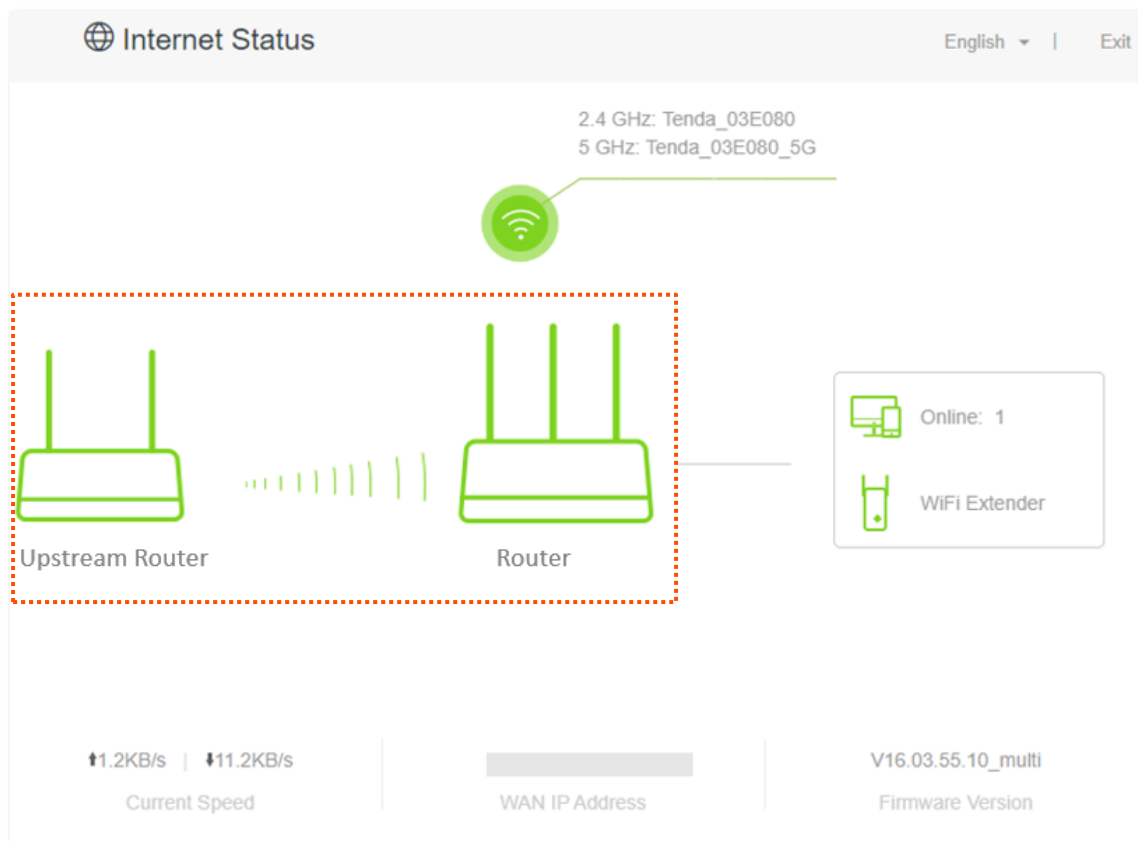 Internet Status
English | Exit
2.4 GHz: Tenda_03E080
5 GHz: Tenda_03E080_5G
Online: 1
WiFi Extender
Upstream Router
Router
⬆1.2KB/s | ⬇11.2KB/s
Current Speed
WAN IP Address
V16.03.55.10_multi
Firmware Version